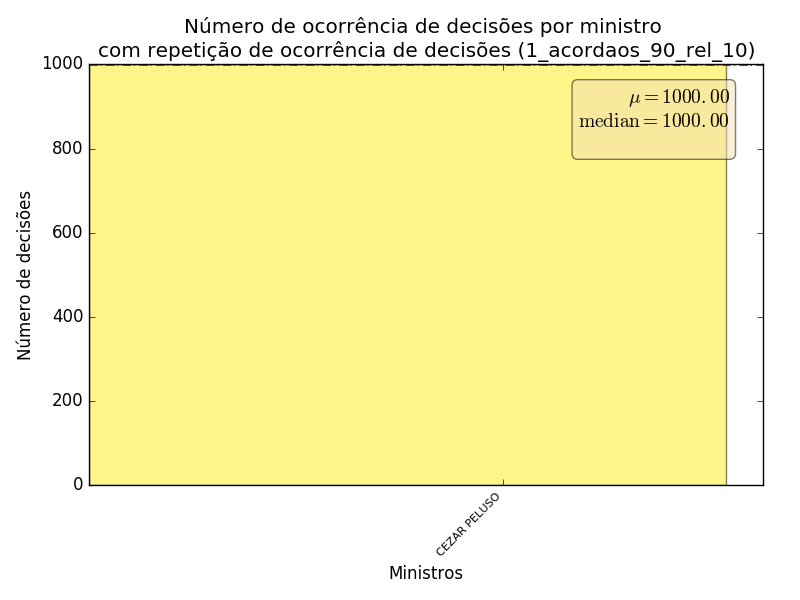 Número de ocorrência de decisões por ministro
com repetição de ocorrência de decisões (1_acordaos_90_rel_10)
1000
800
600
400
200
0
Número de decisões
μ = 1000.00
median = 1000.00
CEZAR PELUSO
Ministros